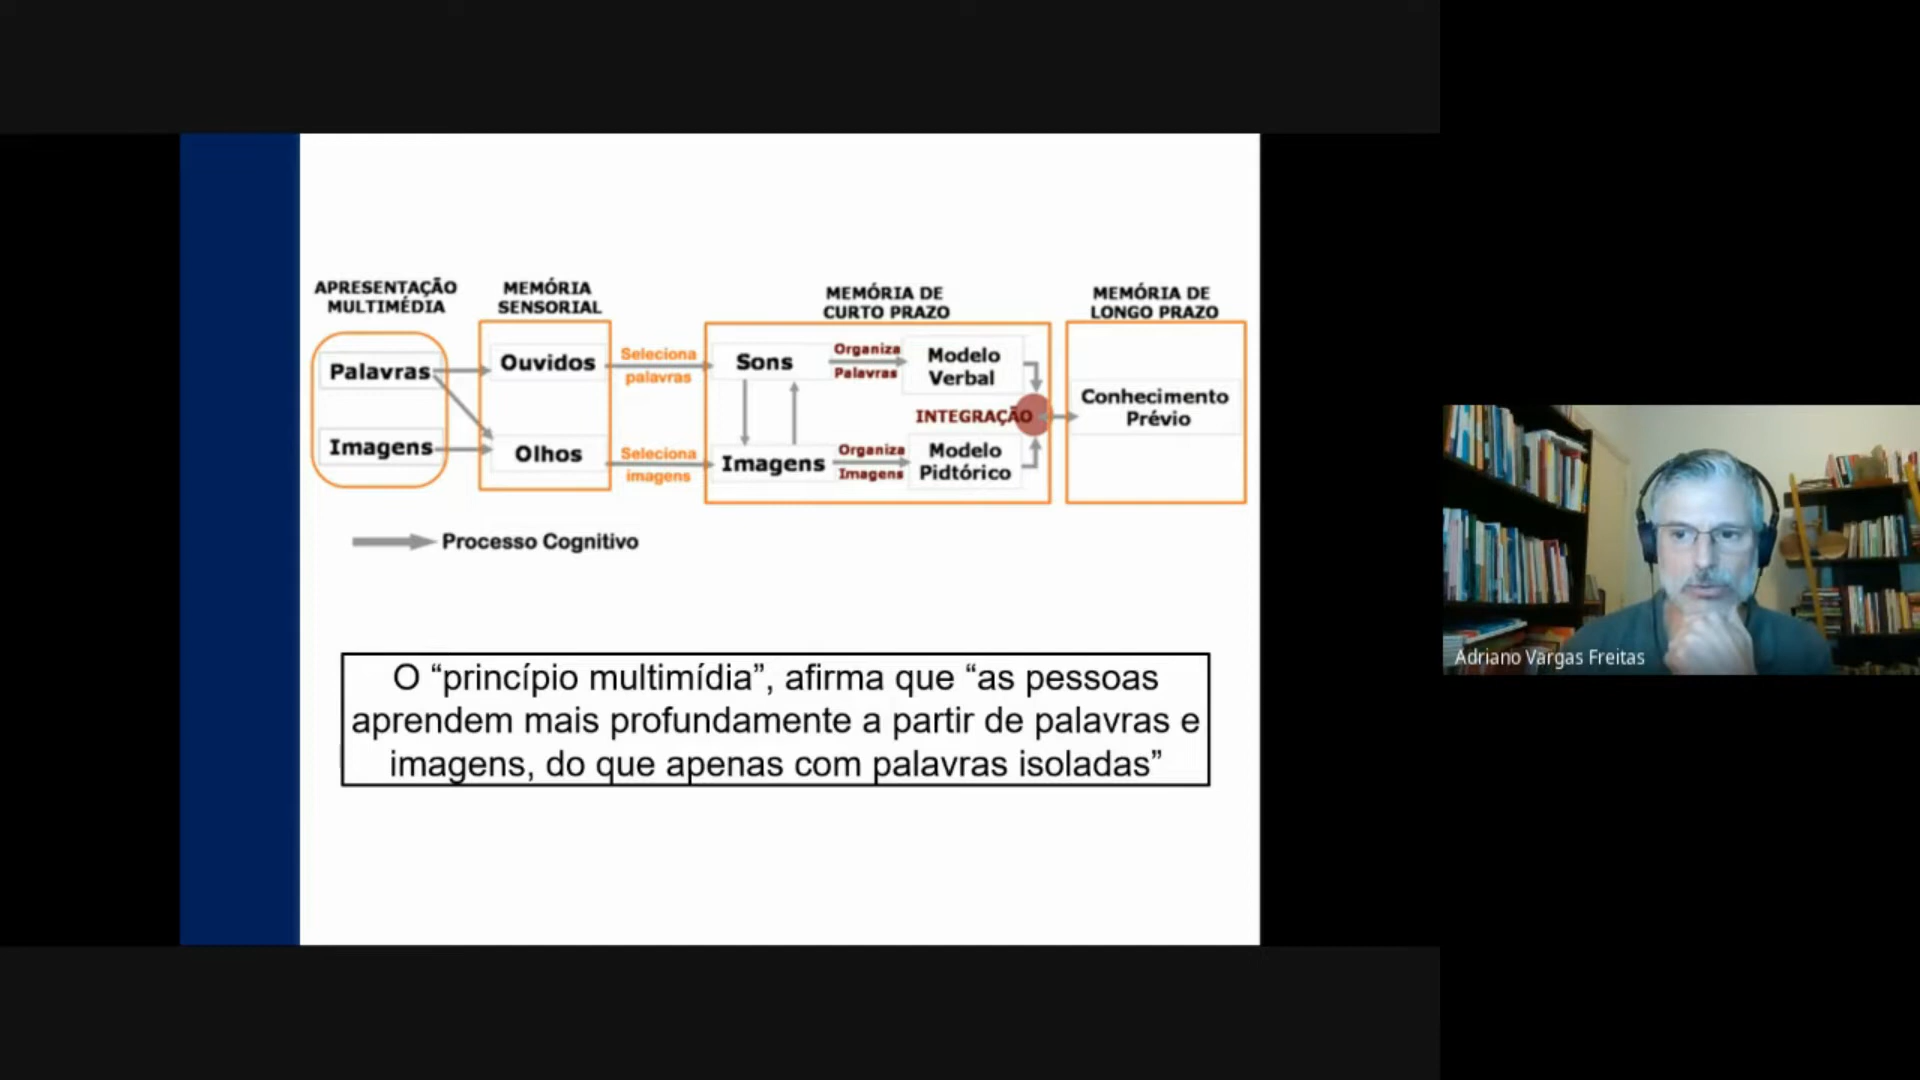 APRESENTAÇÃO
MULTIMÉDIA
MEMÓRIA
SENSORIAL
MEMÓRIA DE
CURTO PRAZO
MEMÓRIA DE
LONGO PRAZO
Palavras
Imagens
Ouvidos
Olhos
Seleciona
palavras
Seleciona
imagens
Sons
Imagens
Organiza
Palavras
Organiza
Imagens
Modelo
Verbal
INTEGRAÇÃO
Modelo
Pidtórico
Conhecimento
Prévio
Processo Cognitivo
O “princípio multimídia”, afirma que “as pessoas
aprendem mais profundamente a partir de palavras e
imagens, do que apenas com palavras isoladas”
Adriano Vargas Freitas